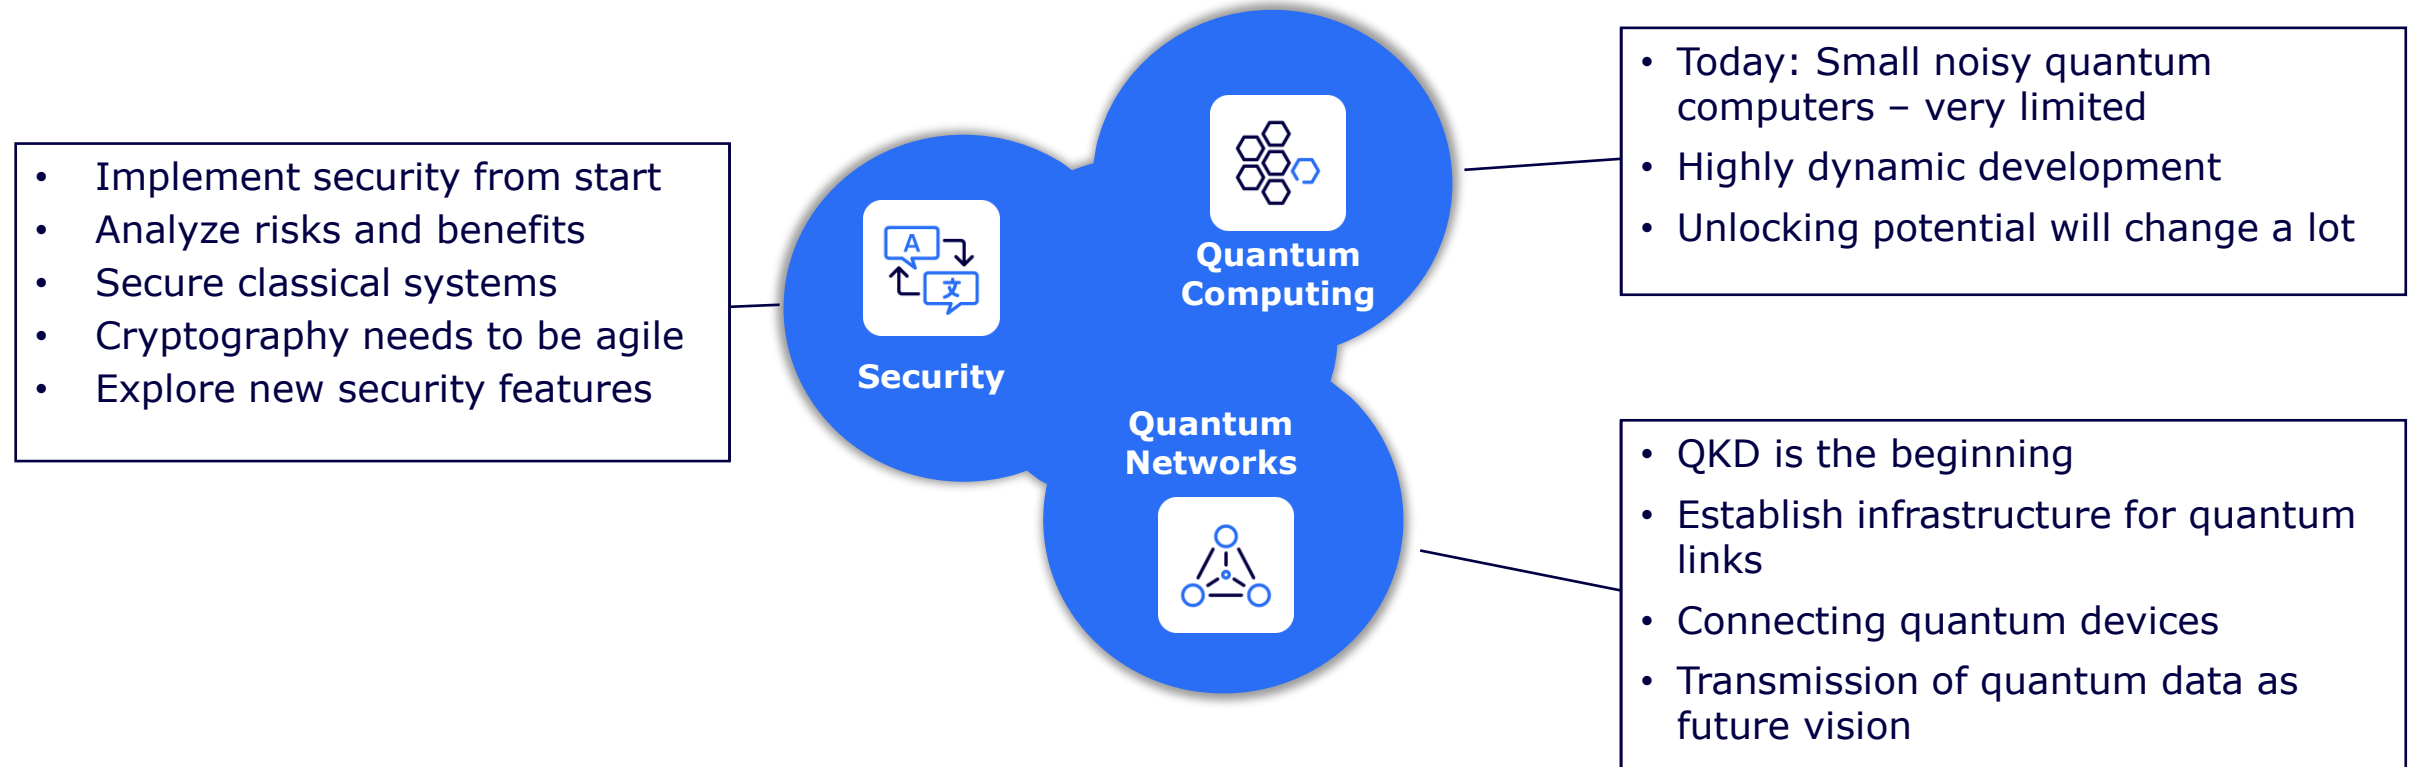 • Implement security from start
• Analyze risks and benefits
• Secure classical systems
• Cryptography needs to be agile
• Explore new security features
A
文
Security
Quantum
Computing
Quantum
Networks
• Today: Small noisy quantum
computers – very limited
• Highly dynamic development
• Unlocking potential will change a lot
• QKD is the beginning
• Establish infrastructure for quantum
links
• Connecting quantum devices
• Transmission of quantum data as
future vision